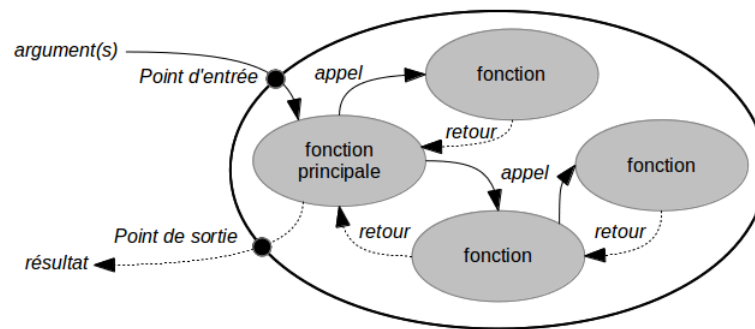 argument(s)
Point d'entrée
appel
fonction
retour
fonction
principale
appel
fonction
Point de sortie
retour
retour
résultat
fonction